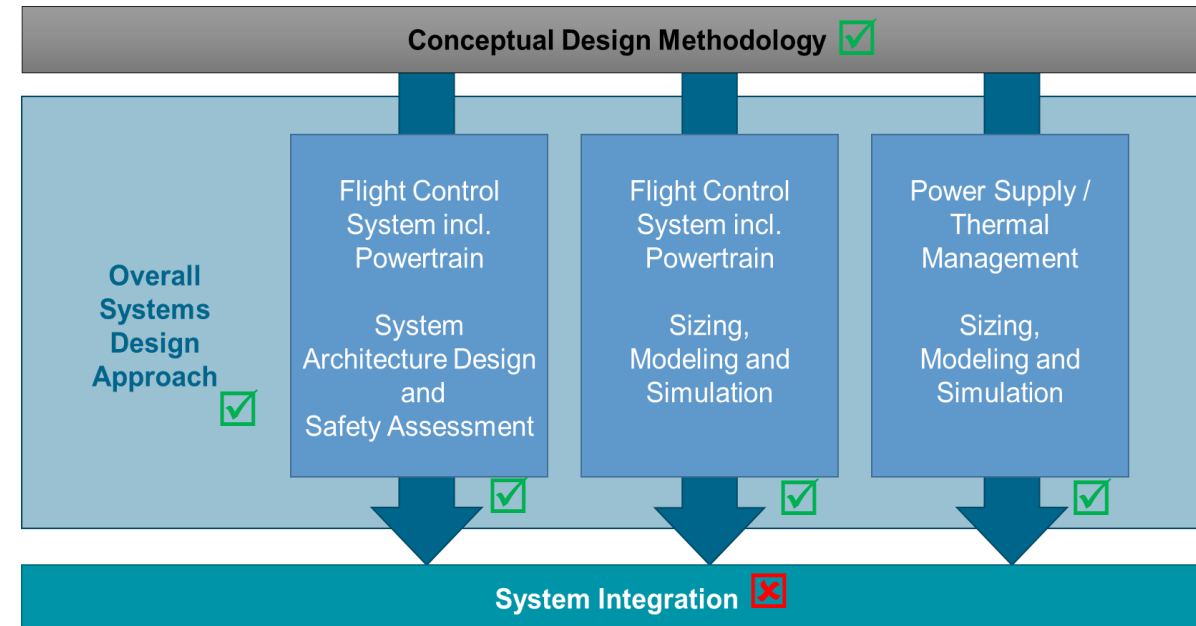 Conceptual Design Methodology
Overall
Systems
Design
Approach
Flight Control
System incl.
Powertrain
System
Architecture Design
and
Safety Assessment
Flight Control
System incl.
Powertrain
Sizing,
Modeling and
Simulation
Power Supply /
Thermal
Management
Sizing,
Modeling and
Simulation
System Integration